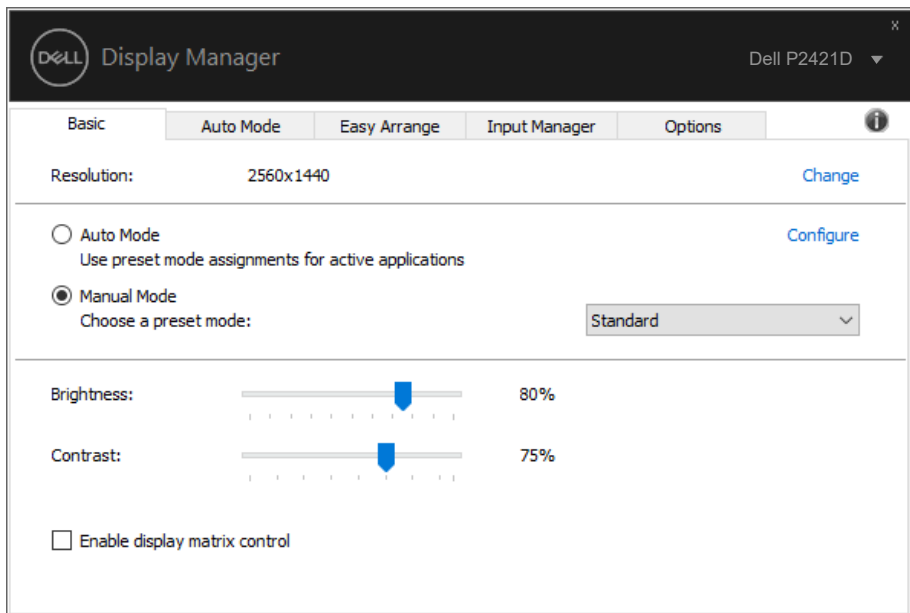 x
DELL Display Manager
Dell P2421D
Basic Auto Mode Easy Arrange Input Manager Options i
Resolution: 2560x1440 Change
Auto Mode Configure
Use preset mode assignments for active applications
Manual Mode
Choose a preset mode: Standard
Brightness: 80%
Contrast: 75%
Enable display matrix control